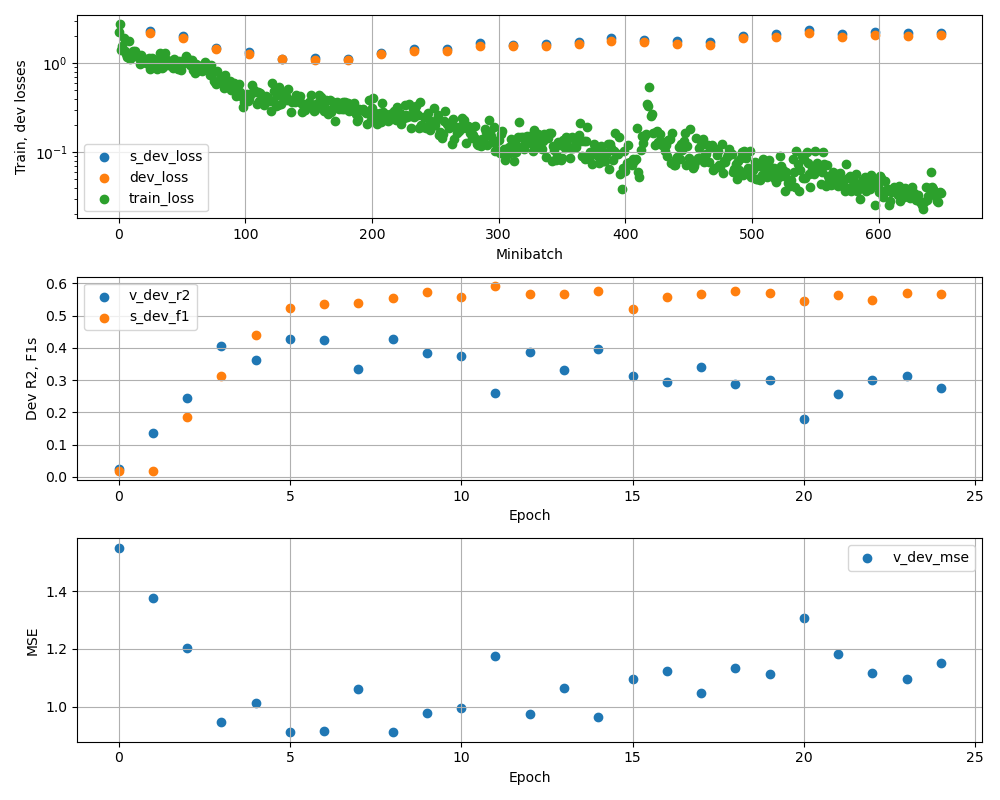 Train, dev losses
10⁰
10⁻¹
s_dev_loss
dev_loss
train_loss
0 100 200 300 400 500 600
Minibatch
Dev R2, F1s
0.6
0.5
0.4
0.3
0.2
0.1
0.0
v_dev_r2
s_dev_f1
0 5 10 15 20 25
Epoch
MSE
1.4
1.2
1.0
v_dev_mse
0 5 10 15 20 25
Epoch